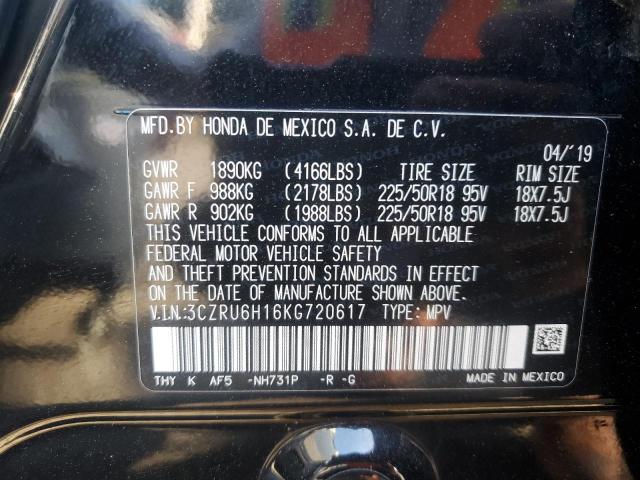 MFD.BY HONDA DE MEXICO S.A. DE C.V.
04/'19
GVWR 1890KG (4166LBS) TIRE SIZE RIM SIZE
GAWR F 988KG (2178LBS) 225/50R18 95V 18X7.5J
GAWR R 902KG (1988LBS) 225/50R18 95V 18X7.5J
THIS VEHICLE CONFORMS TO ALL APPLICABLE
FEDERAL MOTOR VEHICLE SAFETY
AND THEFT PREVENTION STANDARDS IN EFFECT
ON THE DATE OF MANUFACTURE SHOWN ABOVE.
V.I.N:3CZRU6H16KG720617 TYPE: MPV
THY K AF5 -NH731P -R -G MADE IN MEXICO